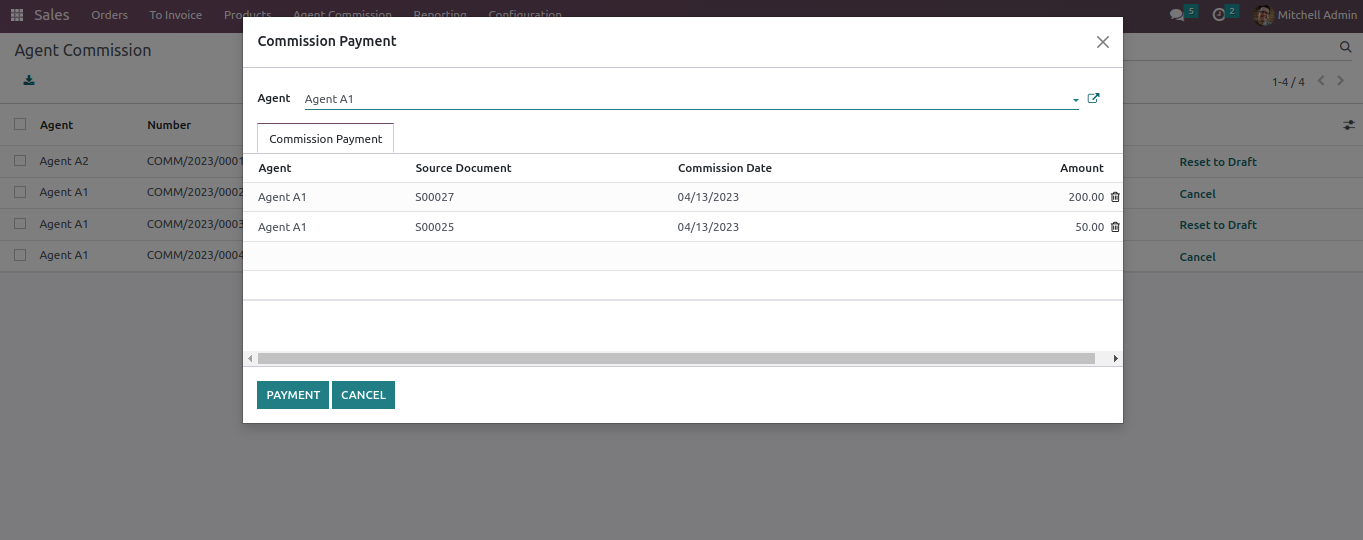 Sales Orders To Invoice Products Agent Commission Reporting Configuration 5 2 Mitchell Admin
Agent Commission
1-4 / 4
Agent Number
Agent A2 COMM/2023/0001 Reset to Draft
Agent A1 COMM/2023/0002 Cancel
Agent A1 COMM/2023/0003 Reset to Draft
Agent A1 COMM/2023/0004 Cancel
Commission Payment
Agent Agent A1
Commission Payment
Agent Source Document Commission Date Amount
Agent A1 S00027 04/13/2023 200.00
Agent A1 S00025 04/13/2023 50.00
PAYMENT CANCEL